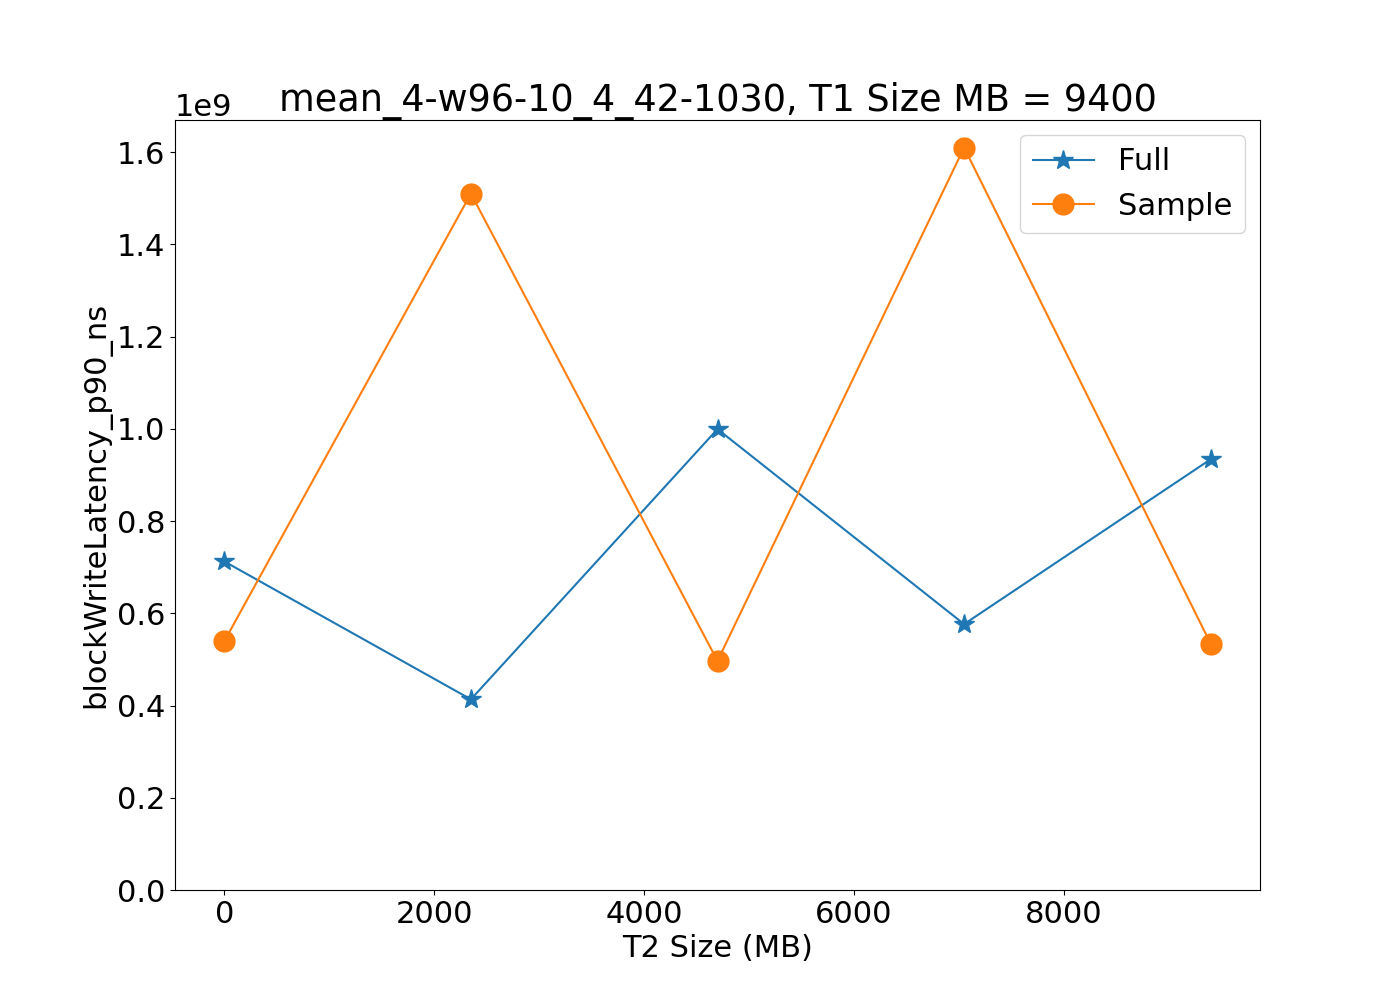 mean_4-w96-10_4_42-1030, T1 Size MB = 9400
1e9
Full
Sample
1.6
1.4
1.2
1.0
0.8
0.6
0.4
0.2
0.0
blockWriteLatency_p90_ns
0 2000 4000 6000 8000
T2 Size (MB)